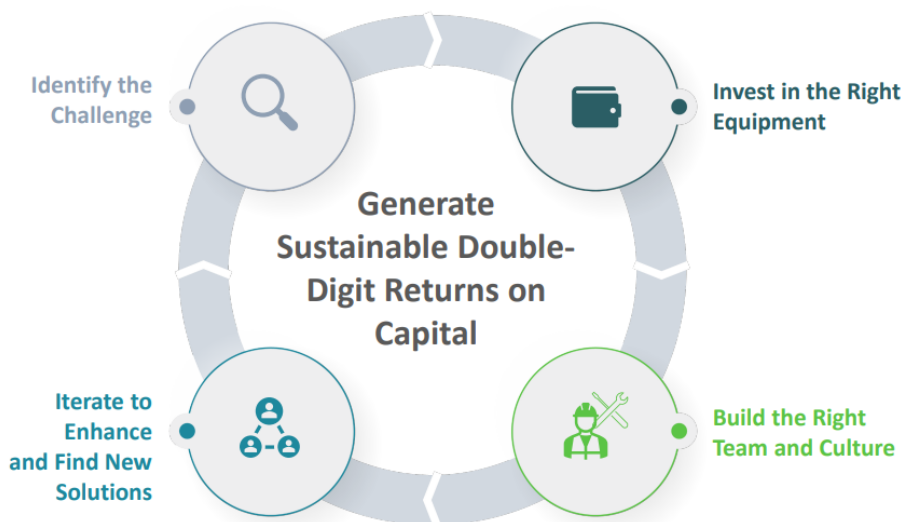 Identify the
Challenge
Invest in the Right
Equipment
Generate
Sustainable Double-
Digit Returns on
Capital
Iterate to
Enhance
and Find New
Solutions
Build the Right
Team and Culture